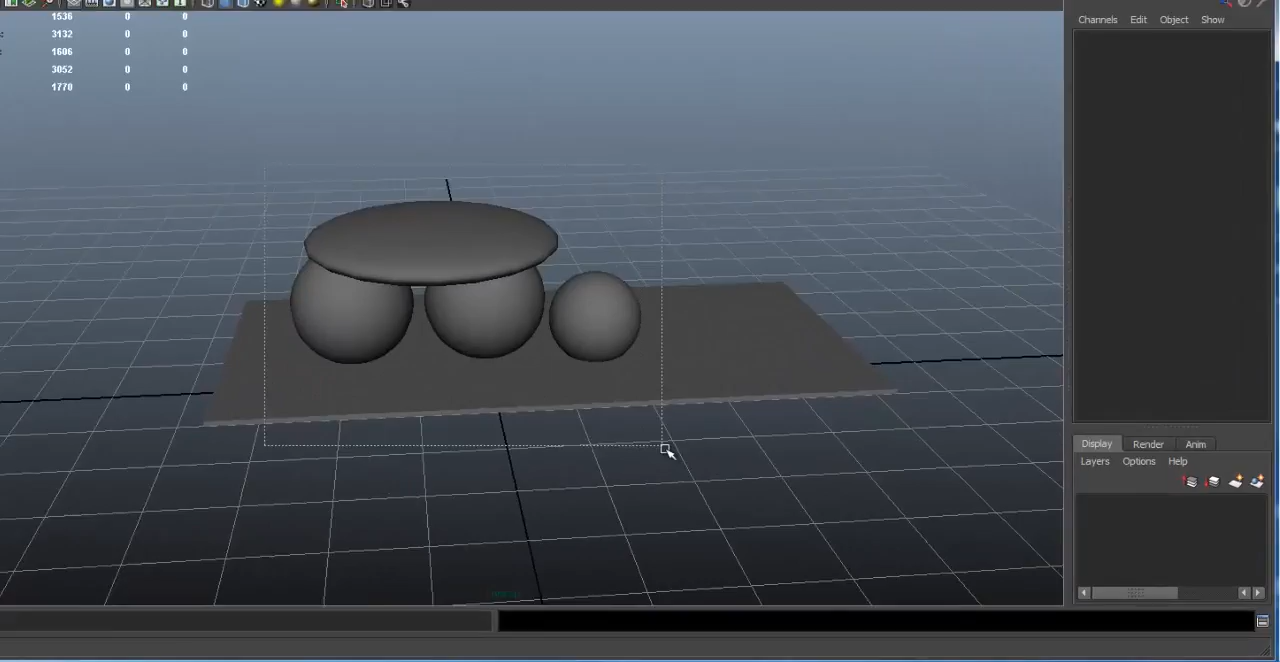 1536 0 0
Channels Edit Object Show
3132 0 0
1606 0 0
3052 0 0
1770 0 0
Display Render Anim
Layers Options Help